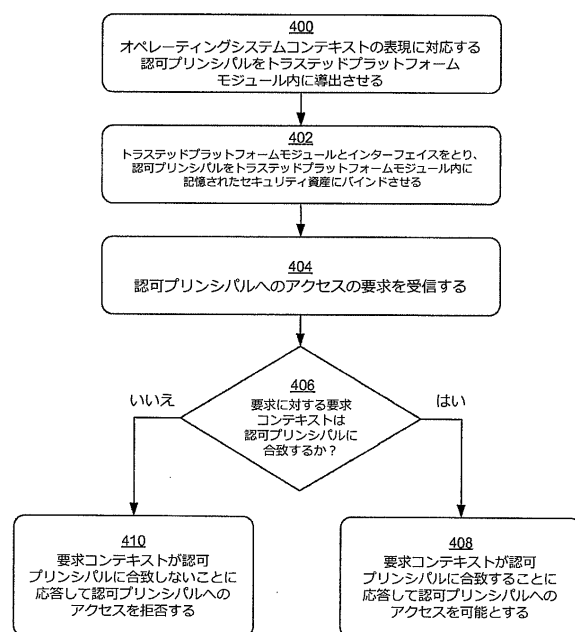 400
オペレーティングシステムコンテキストの表現に対応する
認可プリンシパルをトラステッドプラットフォーム
モジュール内に導出させる
402
トラステッドプラットフォームモジュールとインターフェイスをとり、
認可プリンシパルをトラステッドプラットフォームモジュール内に
記憶されたセキュリティ資産にバインドさせる
404
認可プリンシパルへのアクセスの要求を受信する
406
要求に対する要求
コンテキストは
認可プリンシパルに
合致するか？
いいえ
はい
410
要求コンテキストが認可
プリンシパルに合致しないことに
応答して認可プリンシパルへの
アクセスを拒否する
408
要求コンテキストが認可
プリンシパルに合致することに
応答して認可プリンシパルへの
アクセスを可能とする